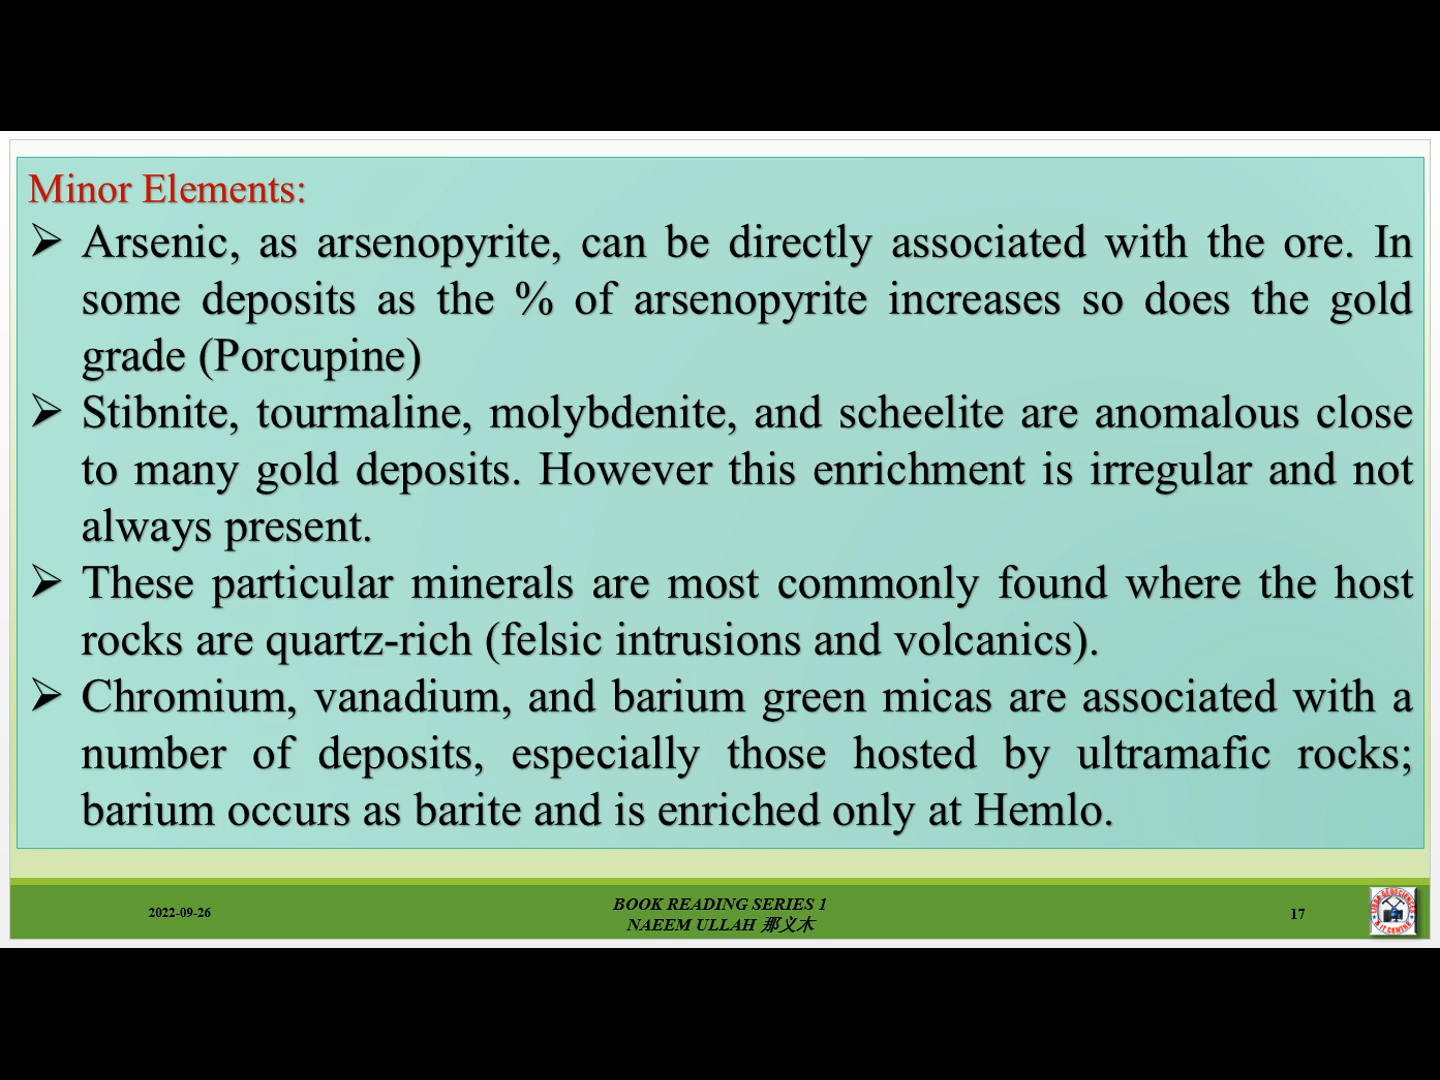 Minor Elements:
➢ Arsenic, as arsenopyrite, can be directly associated with the ore. In
some deposits as the % of arsenopyrite increases so does the gold
grade (Porcupine)
➢ Stibnite, tourmaline, molybdenite, and scheelite are anomalous close
to many gold deposits. However this enrichment is irregular and not
always present.
➢ These particular minerals are most commonly found where the host
rocks are quartz-rich (felsic intrusions and volcanics).
➢ Chromium, vanadium, and barium green micas are associated with a
number of deposits, especially those hosted by ultramafic rocks;
barium occurs as barite and is enriched only at Hemlo.
2022-09-26
BOOK READING SERIES 1
NAEEM ULLAH 那义木
17